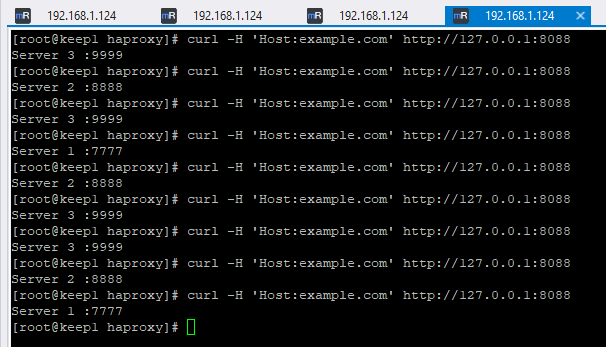 mR 192.168.1.124 mR 192.168.1.124 mR 192.168.1.124 mR 192.168.1.124 ×
[root@keep1 haproxy]# curl -H 'Host:example.com' http://127.0.0.1:8088
Server 3 :9999
[root@keep1 haproxy]# curl -H 'Host:example.com' http://127.0.0.1:8088
Server 2 :8888
[root@keep1 haproxy]# curl -H 'Host:example.com' http://127.0.0.1:8088
Server 3 :9999
[root@keep1 haproxy]# curl -H 'Host:example.com' http://127.0.0.1:8088
Server 1 :7777
[root@keep1 haproxy]# curl -H 'Host:example.com' http://127.0.0.1:8088
Server 2 :8888
[root@keep1 haproxy]# curl -H 'Host:example.com' http://127.0.0.1:8088
Server 3 :9999
[root@keep1 haproxy]# curl -H 'Host:example.com' http://127.0.0.1:8088
Server 3 :9999
[root@keep1 haproxy]# curl -H 'Host:example.com' http://127.0.0.1:8088
Server 2 :8888
[root@keep1 haproxy]# curl -H 'Host:example.com' http://127.0.0.1:8088
Server 1 :7777
[root@keep1 haproxy]#